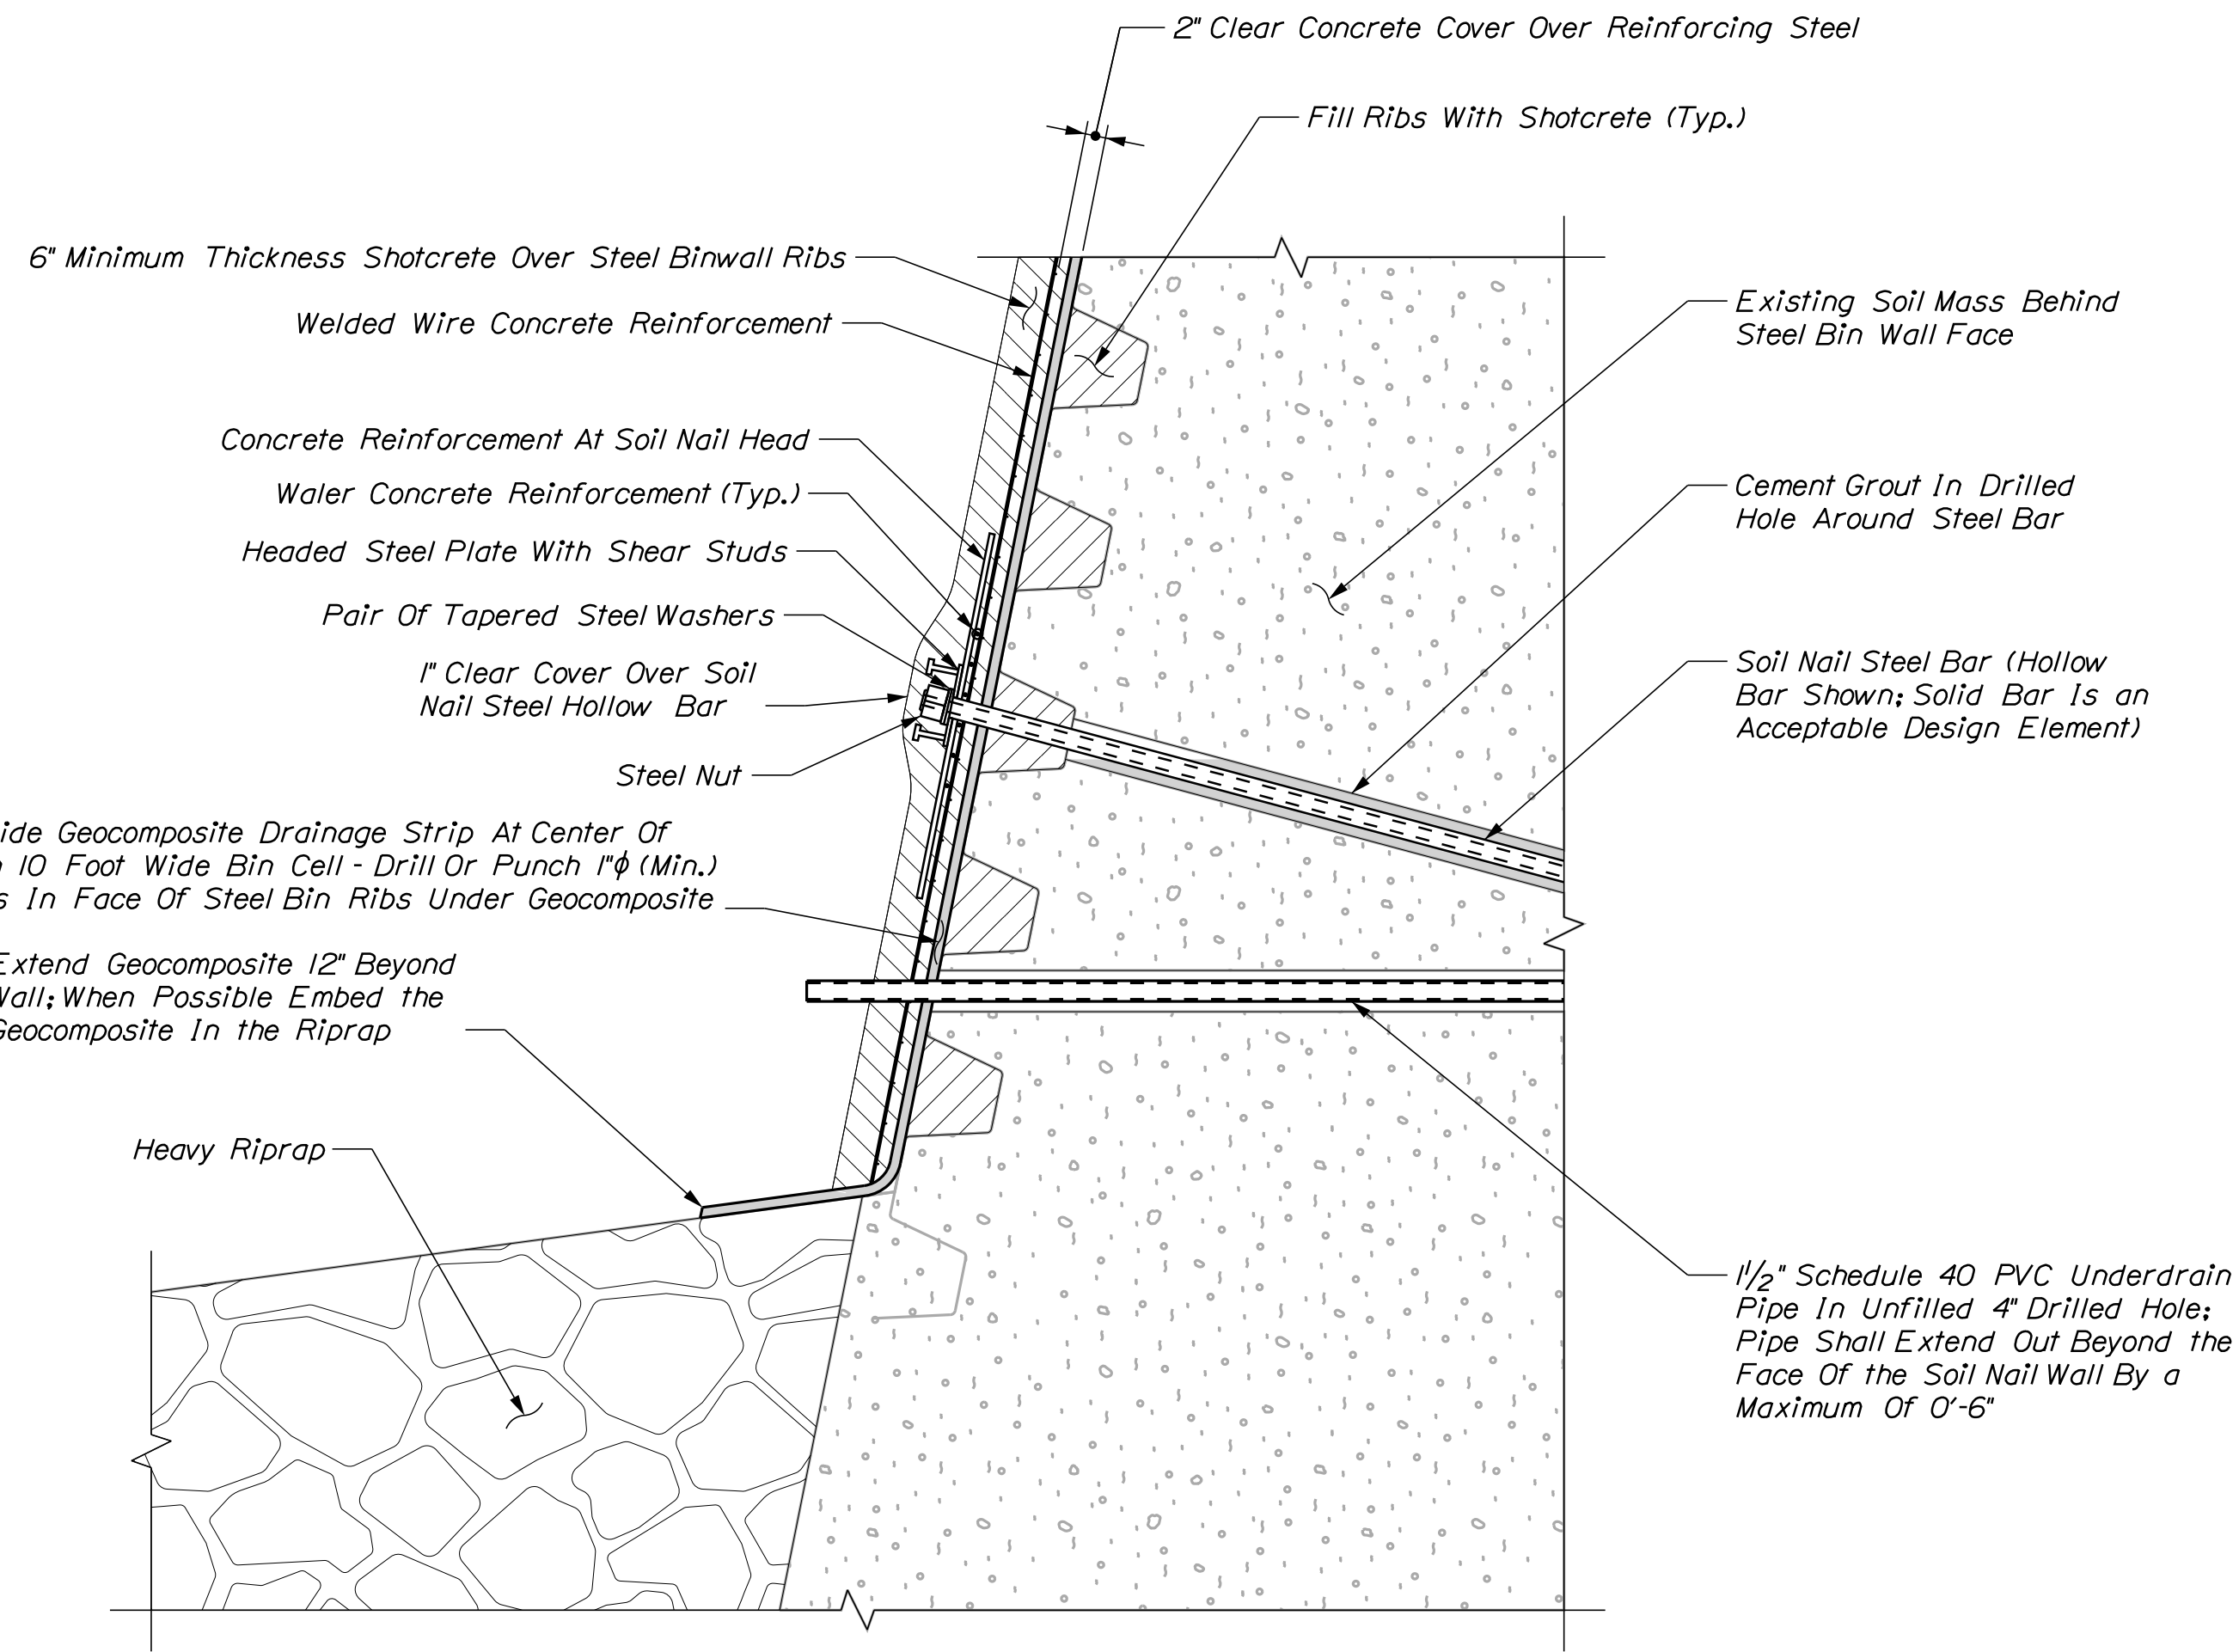 2" Clear Concrete Cover Over Reinforcing Steel
Fill Ribs With Shotcrete (Typ.)
6" Minimum Thickness Shotcrete Over Steel Binwall Ribs
Welded Wire Concrete Reinforcement
Concrete Reinforcement At Soil Nail Head
Waler Concrete Reinforcement (Typ.)
Headed Steel Plate With Shear Studs
Pair Of Tapered Steel Washers
1" Clear Cover Over Soil
Nail Steel Hollow Bar
Steel Nut
Geocomposite Drainage Strip At Center Of
10 Foot Wide Bin Cell - Drill Or Punch 1"ϕ (Min.)
In Face Of Steel Bin Ribs Under Geocomposite
Extend Geocomposite 12" Beyond
Wall; When Possible Embed the
Geocomposite In the Riprap
Heavy Riprap
Existing Soil Mass Behind
Steel Bin Wall Face
Cement Grout In Drilled
Hole Around Steel Bar
Soil Nail Steel Bar (Hollow
Bar Shown; Solid Bar Is an
Acceptable Design Element)
1 1/2" Schedule 40 PVC Underdrain
Pipe In Unfilled 4" Drilled Hole;
Pipe Shall Extend Out Beyond the
Face Of the Soil Nail Wall By a
Maximum Of 0'-6"